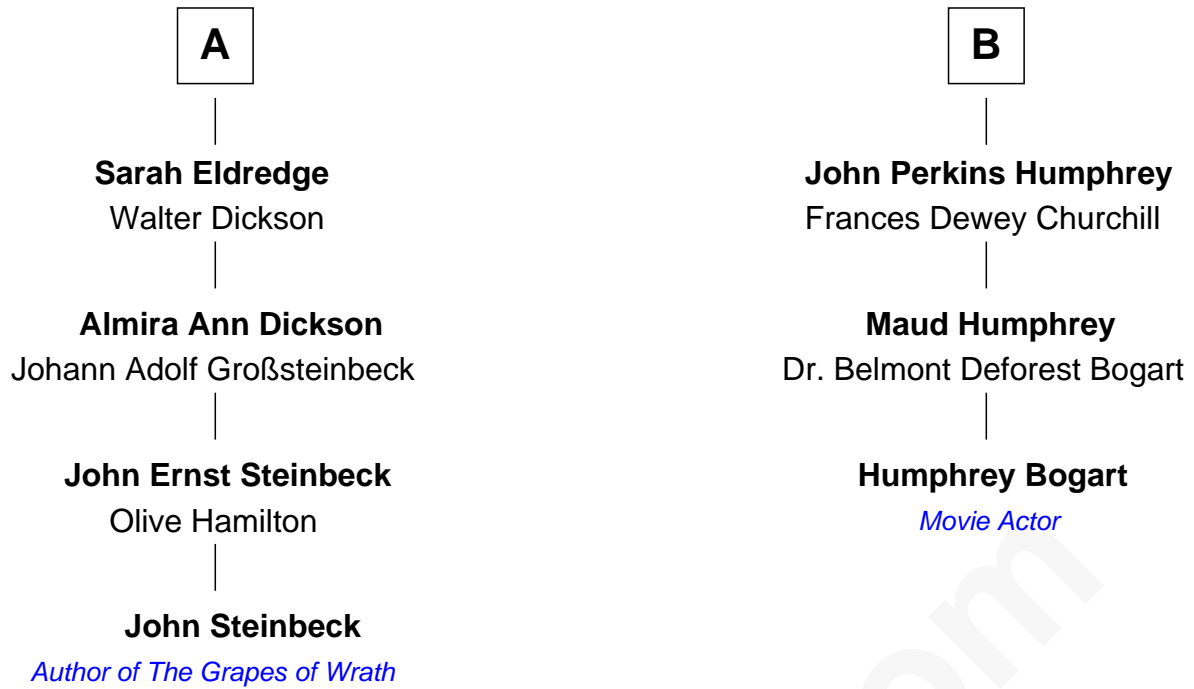 A
Sarah Eldredge
Walter Dickson
Almira Ann Dickson
Johann Adolf Großsteinbeck
John Ernst Steinbeck
Olive Hamilton
John Steinbeck
Author of The Grapes of Wrath
B
John Perkins Humphrey
Frances Dewey Churchill
Maud Humphrey
Dr. Belmont Deforest Bogart
Humphrey Bogart
Movie Actor
om